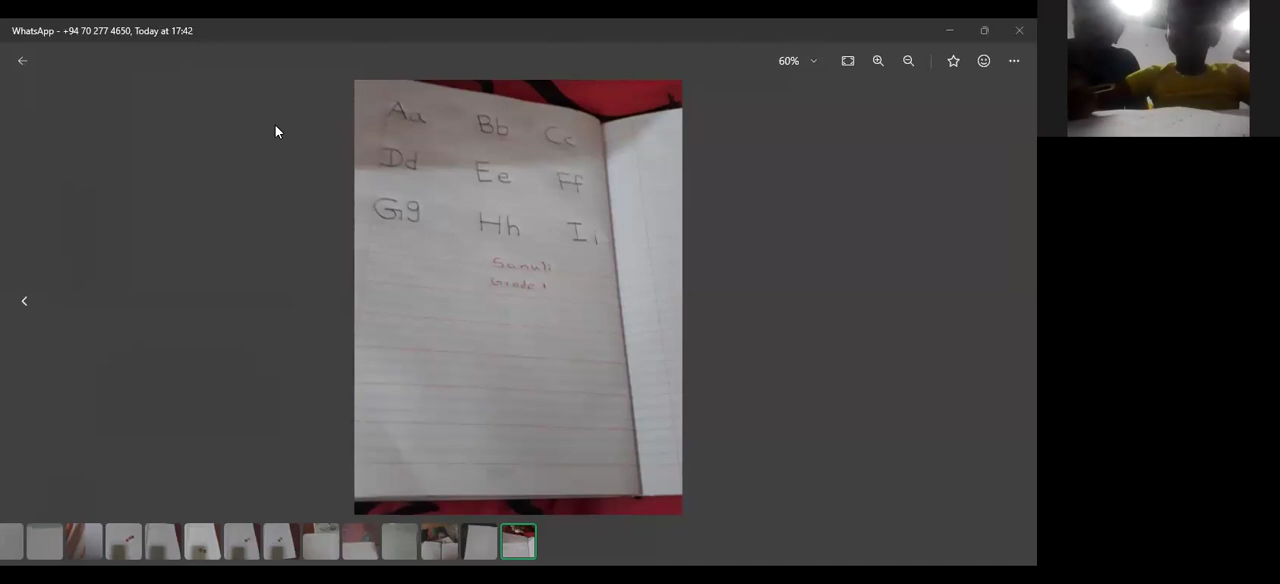 WhatsApp - +94 70 277 4650, Today at 17:42
60%
Aa Bb Cc
Dd Ee Ff
Gg Hh Ii
Sanuli
Grade 1